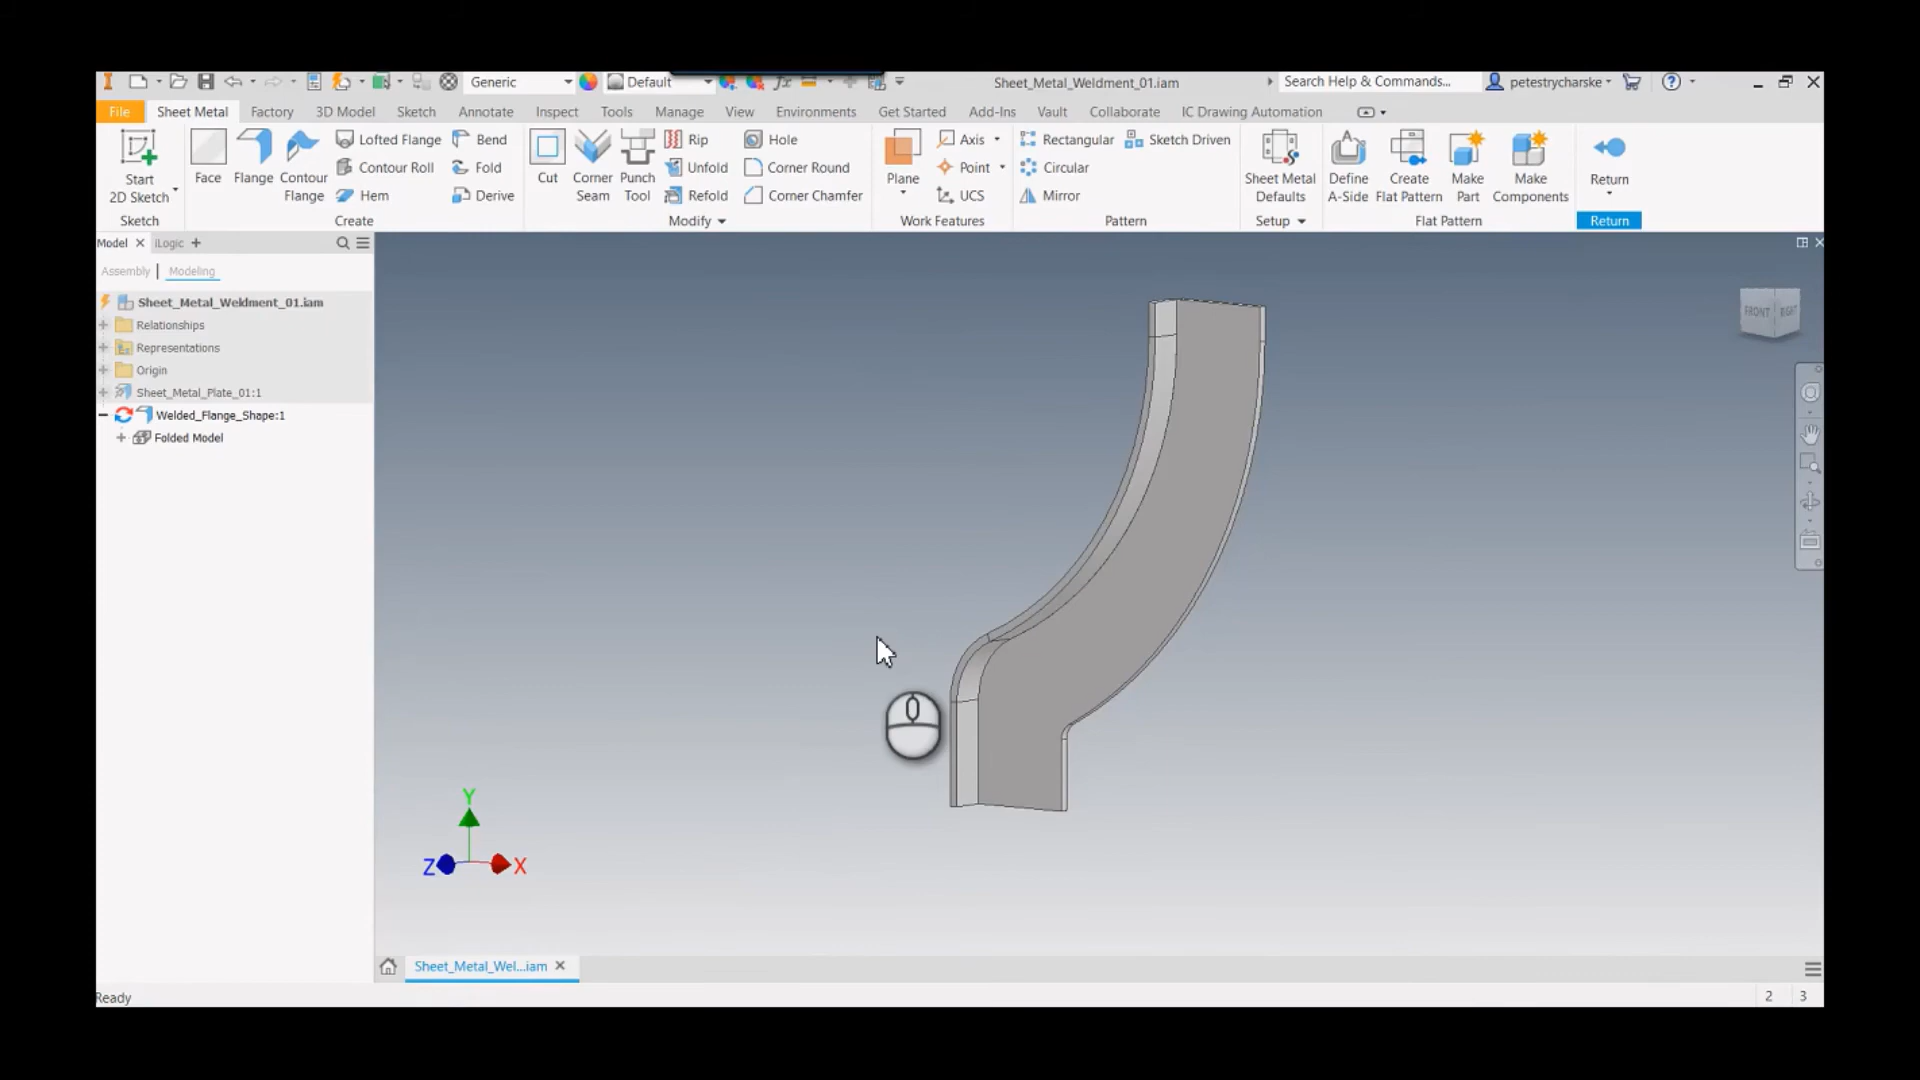 Generic Default Sheet_Metal_Weldment_01.iam Search Help & Commands... petestrycharske
File Sheet Metal Factory 3D Model Sketch Annotate Inspect Tools Manage View Environments Get Started Add-Ins Vault Collaborate IC Drawing Automation
Start 2D Sketch
Face
Flange
Contour Flange
Lofted Flange
Contour Roll
Hem
Bend
Fold
Derive
Cut
Corner Seam
Punch Tool
Rip
Unfold
Refold
Hole
Corner Round
Corner Chamfer
Plane
Axis
Point
UCS
Rectangular
Circular
Mirror
Sketch Driven
Sheet Metal Defaults
Define A-Side
Create Flat Pattern
Make Part
Make Components
Return
Sketch Create Modify Work Features Pattern Setup Flat Pattern Return
Model iLogic
Assembly | Modeling
Sheet_Metal_Weldment_01.iam
Relationships
Representations
Origin
Sheet_Metal_Plate_01:1
Welded_Flange_Shape:1
Folded Model
FRONT RIGHT
Y
Z X
Sheet_Metal_Wel...iam
Ready 2 3